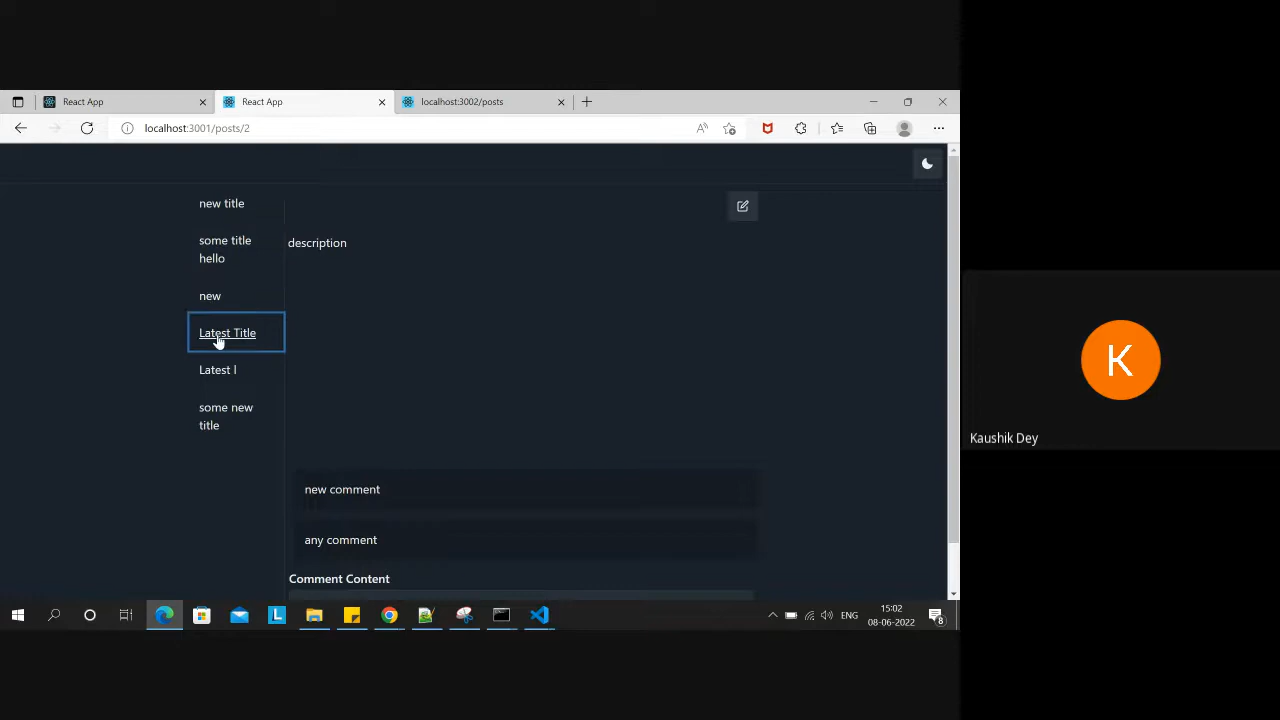 React App
React App
localhost:3002/posts
localhost:3001/posts/2
new title
some title
hello
description
new
Latest Title
Latest l
some new
title
new comment
any comment
Comment Content
K
Kaushik Dey
L
ENG
15:02
08-06-2022
8